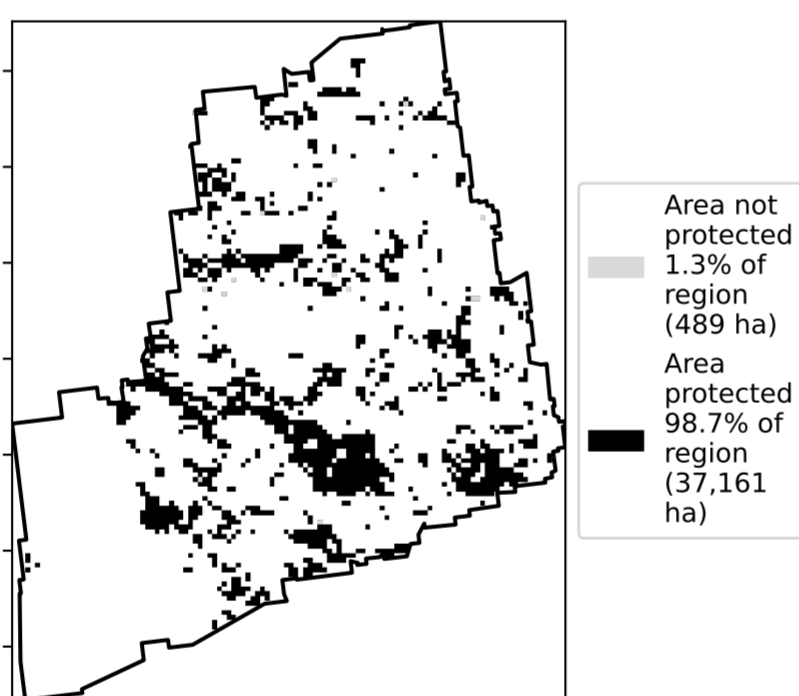 Area not
protected
1.3% of
region
(489 ha)
Area
protected
98.7% of
region
(37,161
ha)